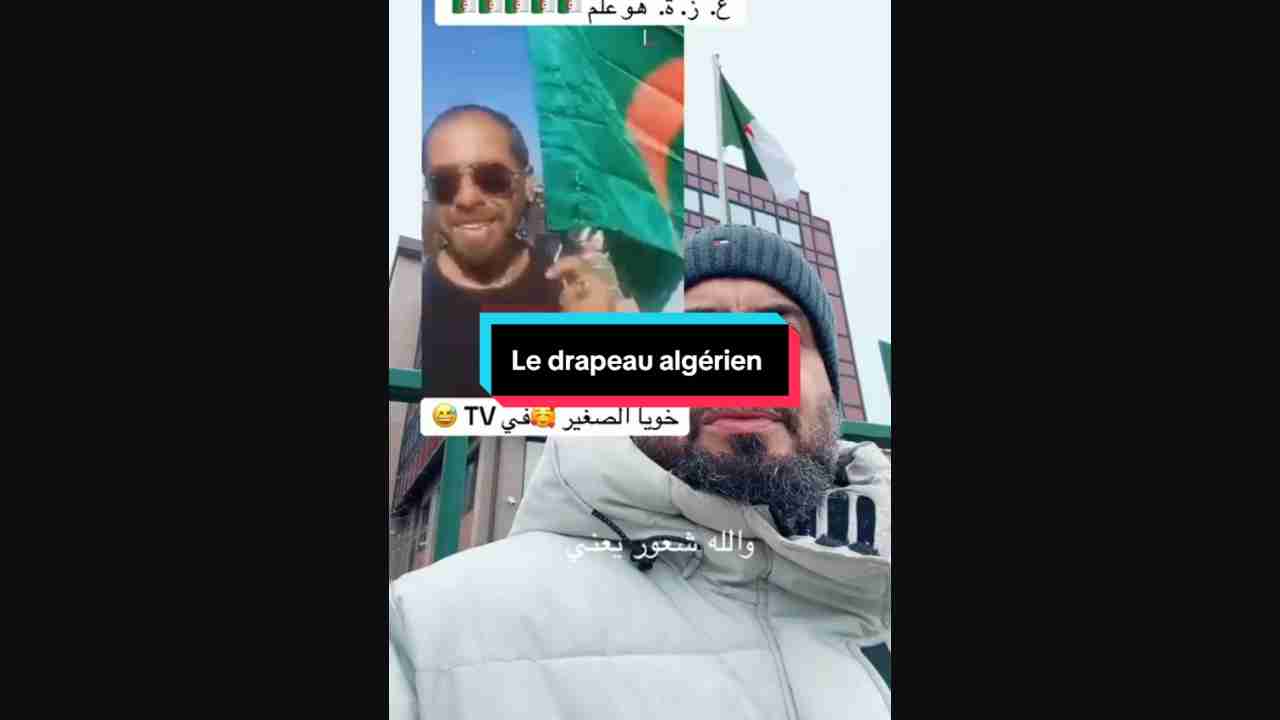 ع. ز. ة. هو علم 🇩🇿🇩🇿🇩🇿🇩🇿🇩🇿
Le drapeau algérien
خويا الصغير 🥰في TV 😅
والله شعور يعني